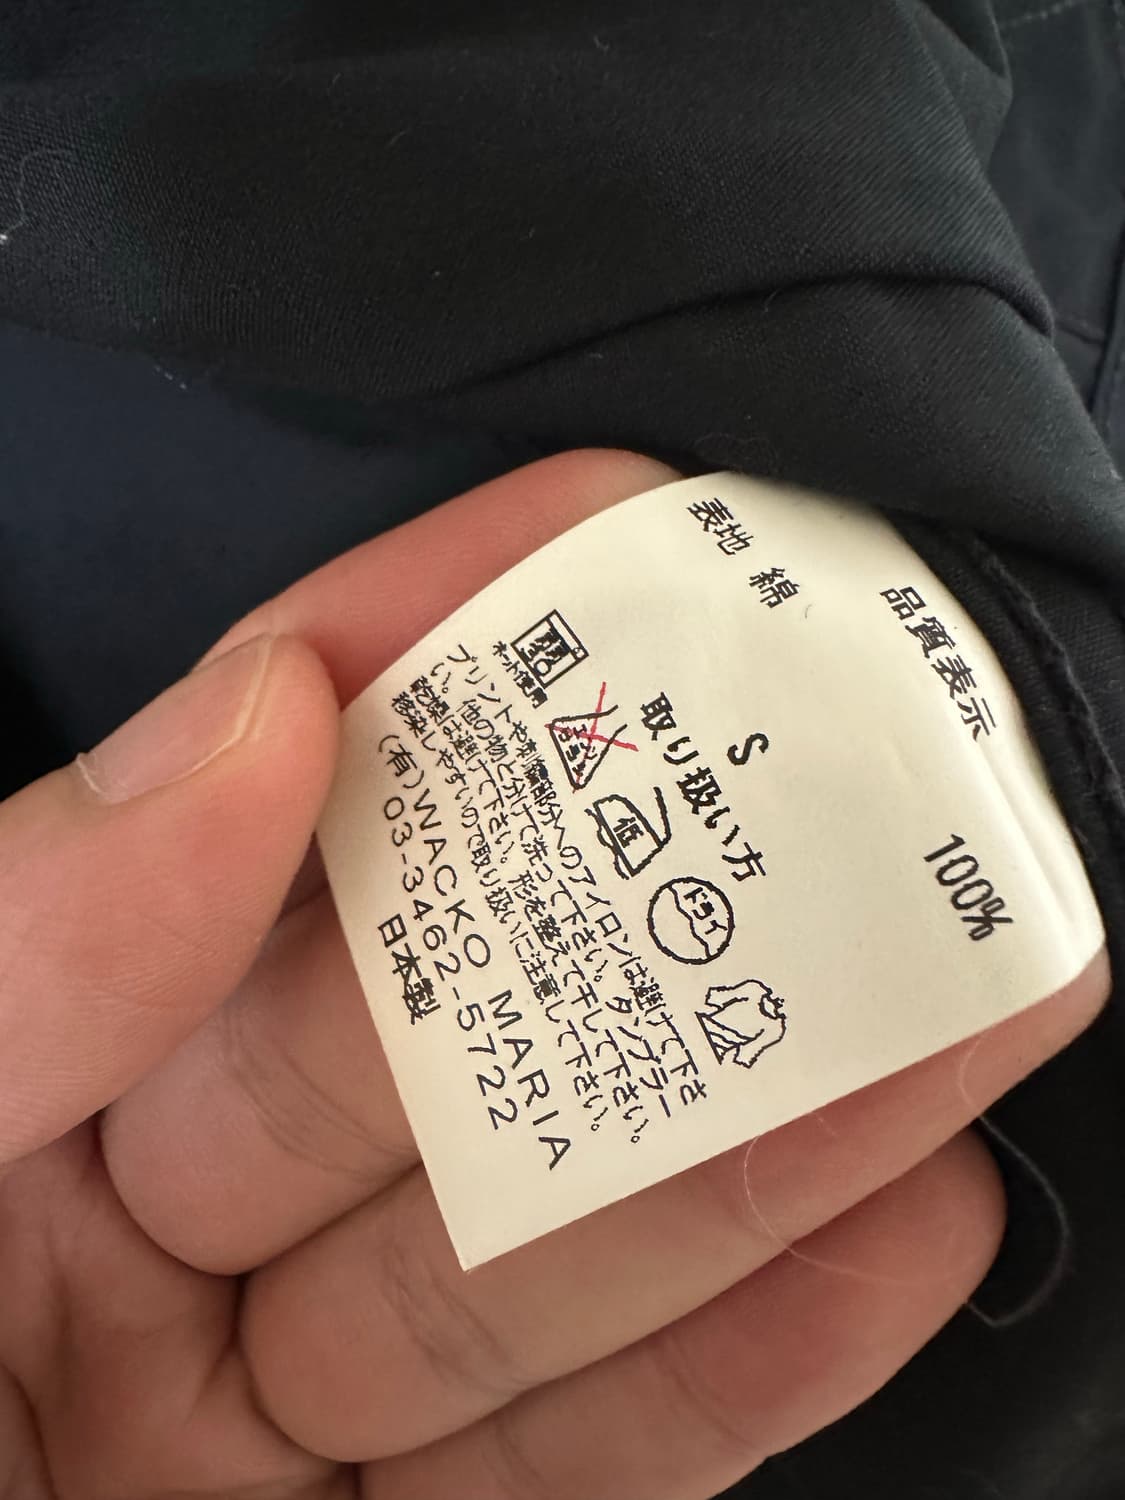 品質表示
表地 綿 100%
S
取り扱い方
ネット使用
低
ドライ
プリントや刺繍部分へのアイロンは避けて下さ
い。他の物と分けて洗って下さい。タンブラー
乾燥は避けて下さい。形を整えて干して下さい。
移染しやすいので取り扱いに注意して下さい。
(有)WACKO MARIA
03-3462-5722
日本製